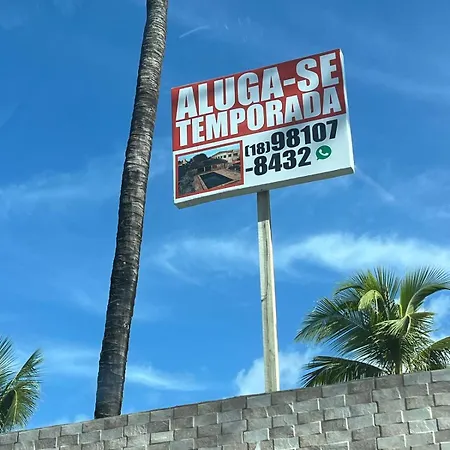 ALUGA-SE
TEMPORADA
(18)98107
-8432